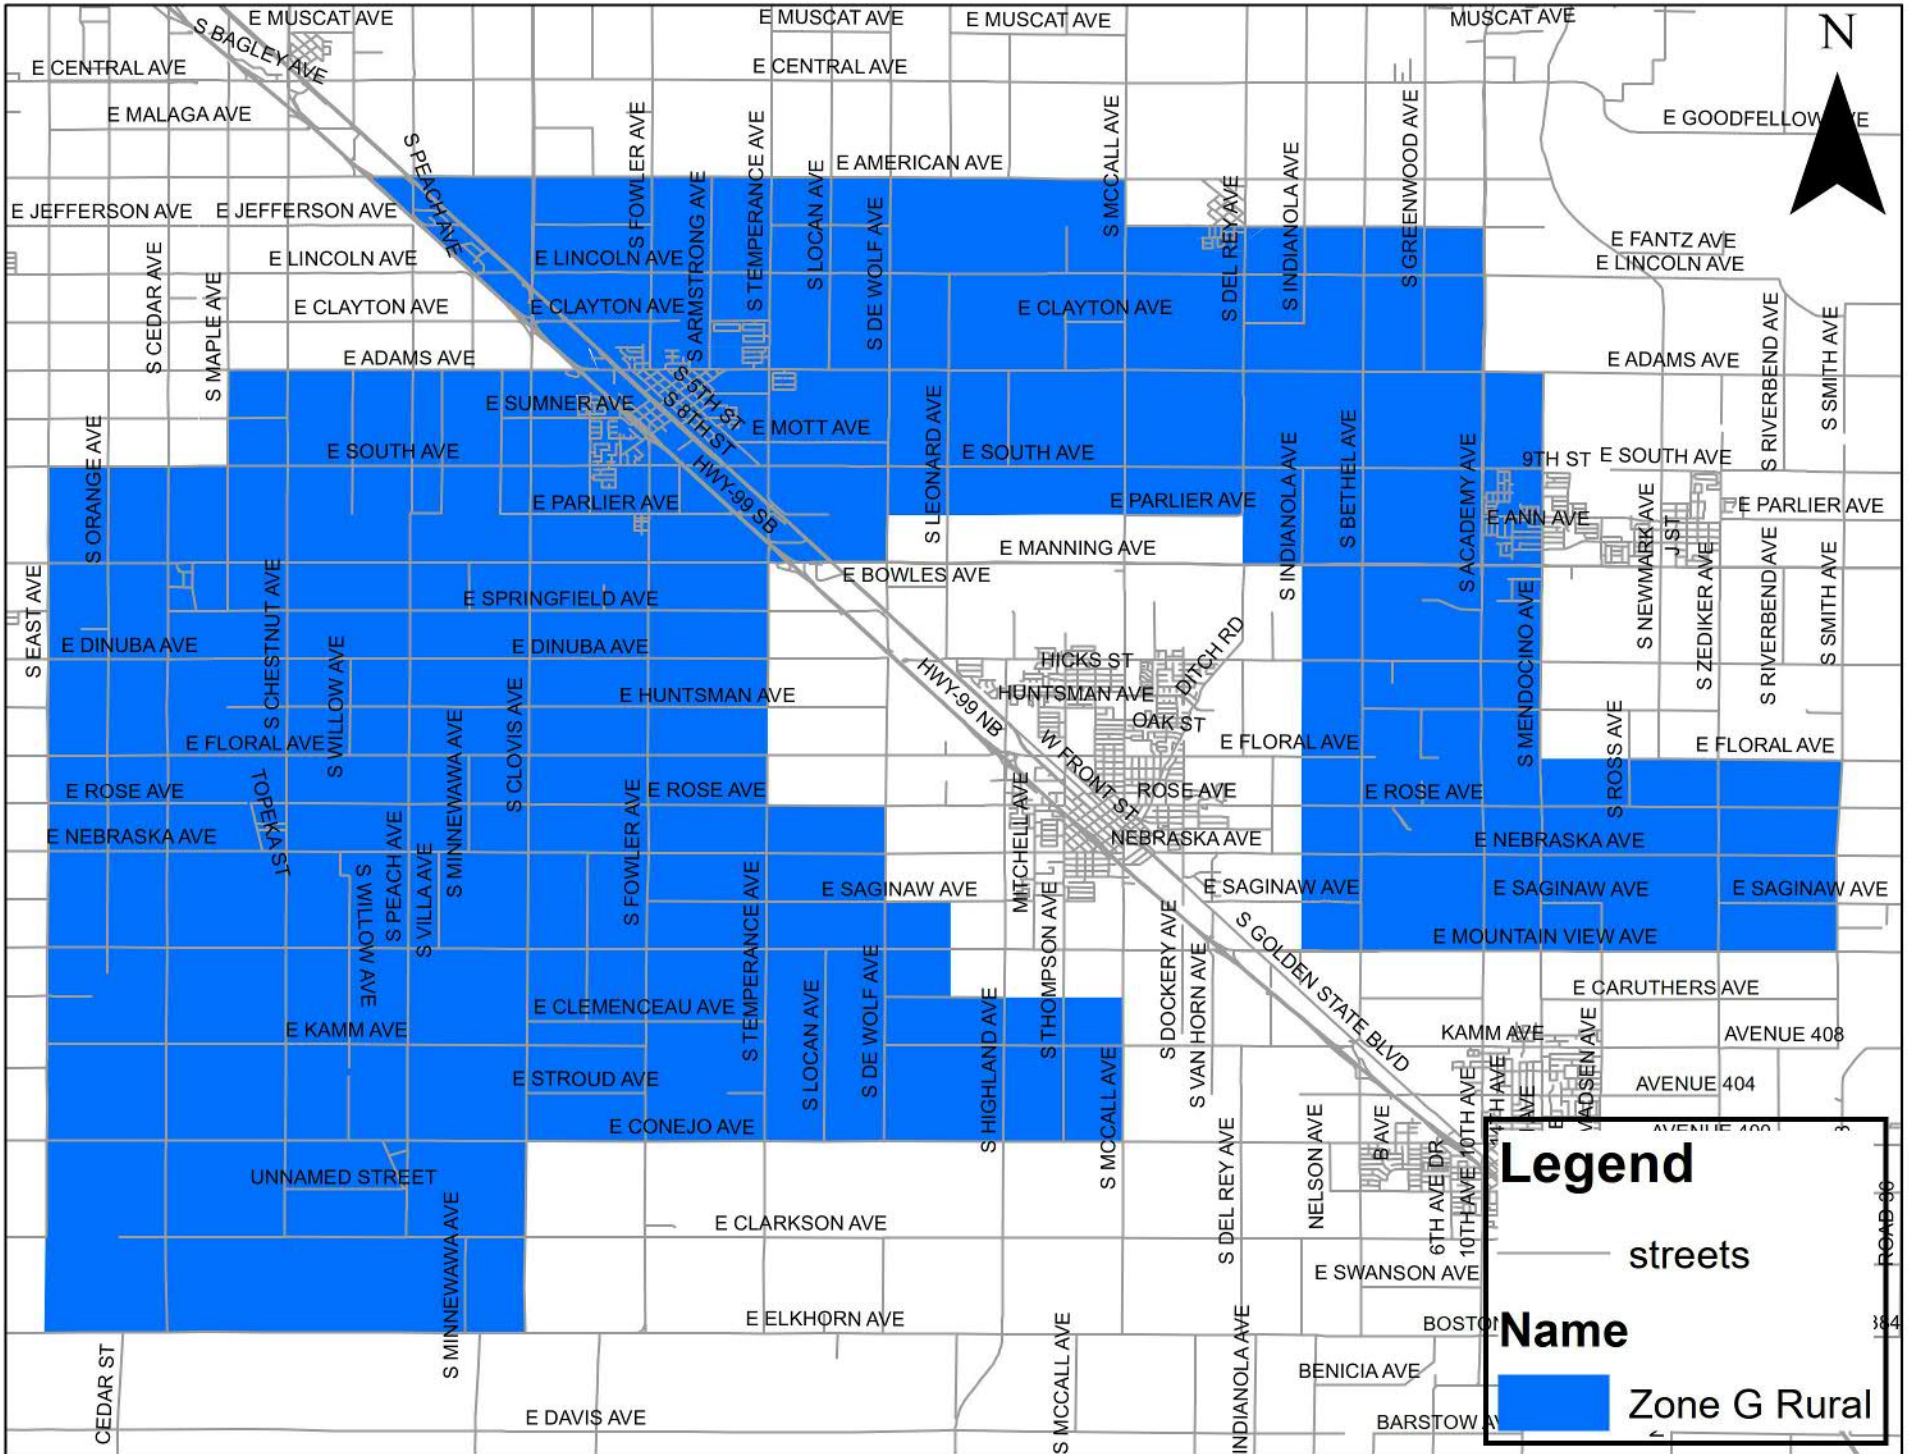 E MUSCAT AVE
E MUSCAT AVE
E MUSCAT AVE
MUSCAT AVE
N
S BAGLEY AVE
E CENTRAL AVE
E CENTRAL AVE
E MALAGA AVE
E GOODFELLOW AVE
S PEACH AVE
S FOWLER AVE
S ARMSTRONG AVE
S TEMPERANCE AVE
S LOCAN AVE
E AMERICAN AVE
S DE WOLF AVE
S MCCALL AVE
S DEL REY AVE
S INDIANOLA AVE
S GREENWOOD AVE
E JEFFERSON AVE
E JEFFERSON AVE
E FANTZ AVE
E LINCOLN AVE
E LINCOLN AVE
E LINCOLN AVE
S CEDAR AVE
S MAPLE AVE
E CLAYTON AVE
E CLAYTON AVE
E CLAYTON AVE
S RIVERBEND AVE
S SMITH AVE
E ADAMS AVE
E ADAMS AVE
S 5TH ST
S 8TH ST
E SUMNER AVE
E MOTT AVE
S LEONARD AVE
S ORANGE AVE
E SOUTH AVE
E SOUTH AVE
S INDIANOLA AVE
S BETHEL AVE
S ACADEMY AVE
9TH ST
E SOUTH AVE
HWY-99 SB
E PARLIER AVE
E PARLIER AVE
E PARLIER AVE
E ANN AVE
S NEWMARK AVE
J ST
E MANNING AVE
E BOWLES AVE
S EAST AVE
S CHESTNUT AVE
E SPRINGFIELD AVE
S MENDOCINO AVE
S ZEDIKER AVE
S RIVERBEND AVE
S SMITH AVE
E DINUBA AVE
E DINUBA AVE
S WILLOW AVE
HICKS ST
DITCH RD
HWY-99 NB
E HUNTSMAN AVE
HUNTSMAN AVE
S CLOVIS AVE
S MINNEWAWA AVE
OAK ST
E FLORAL AVE
W FRONT ST
E FLORAL AVE
S ROSS AVE
E FLORAL AVE
TOPEKA ST
E ROSE AVE
E ROSE AVE
MITCHELL AVE
ROSE AVE
E ROSE AVE
E NEBRASKA AVE
S FOWLER AVE
NEBRASKA AVE
E NEBRASKA AVE
S WILLOW AVE
S PEACH AVE
S VILLA AVE
S TEMPERANCE AVE
E SAGINAW AVE
E SAGINAW AVE
E SAGINAW AVE
E SAGINAW AVE
S THOMPSON AVE
S DOCKERY AVE
S VAN HORN AVE
S GOLDEN STATE BLVD
E MOUNTAIN VIEW AVE
E CLEMENCEAU AVE
S LOCAN AVE
S DE WOLF AVE
S HIGHLAND AVE
E CARUTHERS AVE
E KAMM AVE
KAMM AVE
MADSEN AVE
AVENUE 408
E STROUD AVE
S MCCALL AVE
AVENUE 404
E CONEJO AVE
S DEL REY AVE
NELSON AVE
B AVE
6TH AVE DR
10TH AVE
10TH AVE
AVENUE 400
UNNAMED STREET
S MINNEWAWA AVE
E CLARKSON AVE
E SWANSON AVE
E ELKHORN AVE
CEDAR ST
S MCCALL AVE
INDIANOLA AVE
BENICIA AVE
E DAVIS AVE
BARSTOW
ROAD 36
384
Legend
streets
Name
Zone G Rural